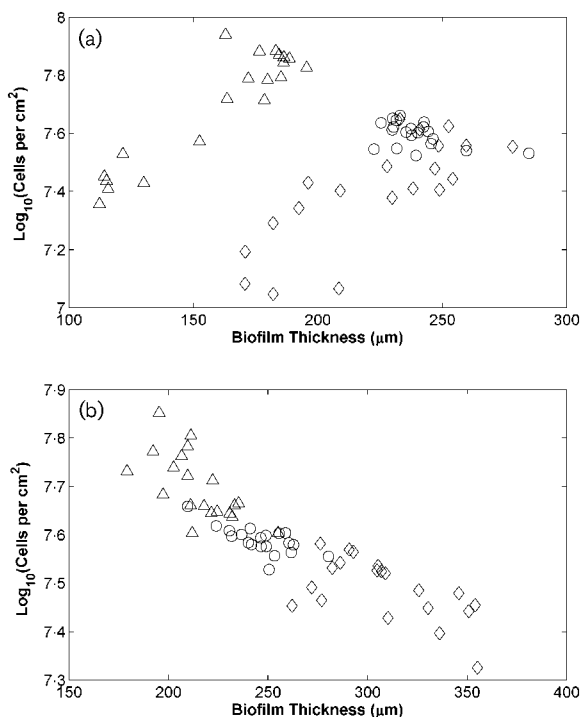 (a)
8
7·8
7·6
7·4
7·2
7
Log10(Cells per cm2)
100 150 200 250 300
Biofilm Thickness (μm)
(b)
7·9
7·8
7·7
7·6
7·5
7·4
7·3
Log10(Cells per cm2)
150 200 250 300 350 400
Biofilm Thickness (μm)